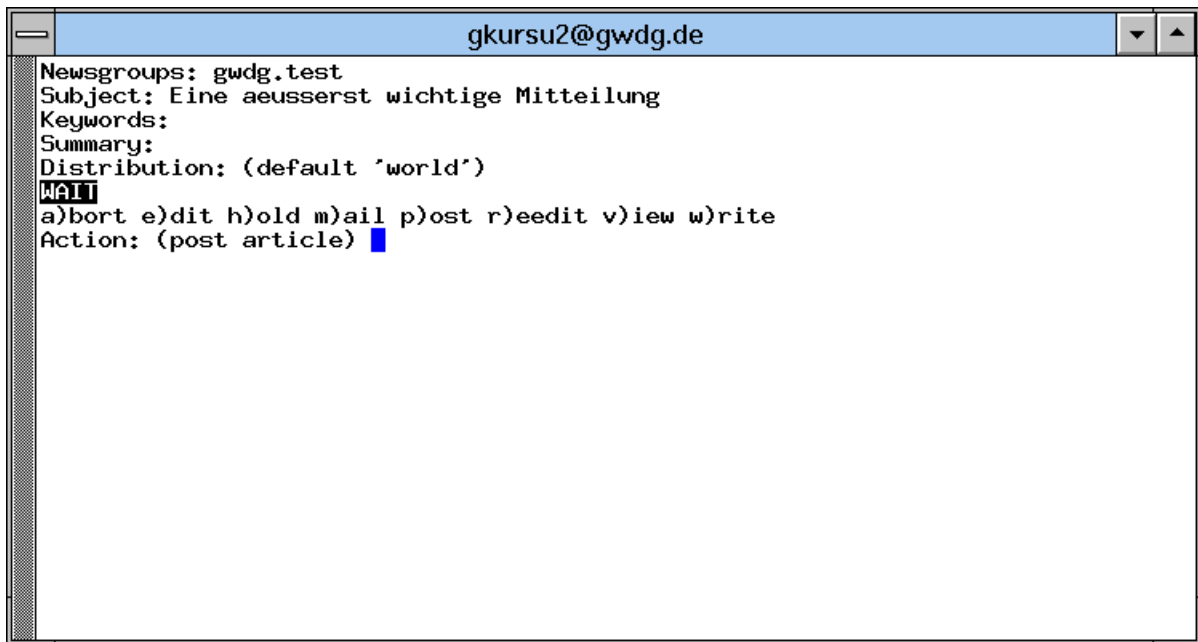 gkursu2@gwdg.de
Newsgroups: gwdg.test
Subject: Eine aeusserst wichtige Mitteilung
Keywords:
Summary:
Distribution: (default 'world')
WAIT
a)bort e)dit h)old m)ail p)ost r)eedit v)iew w)rite
Action: (post article)